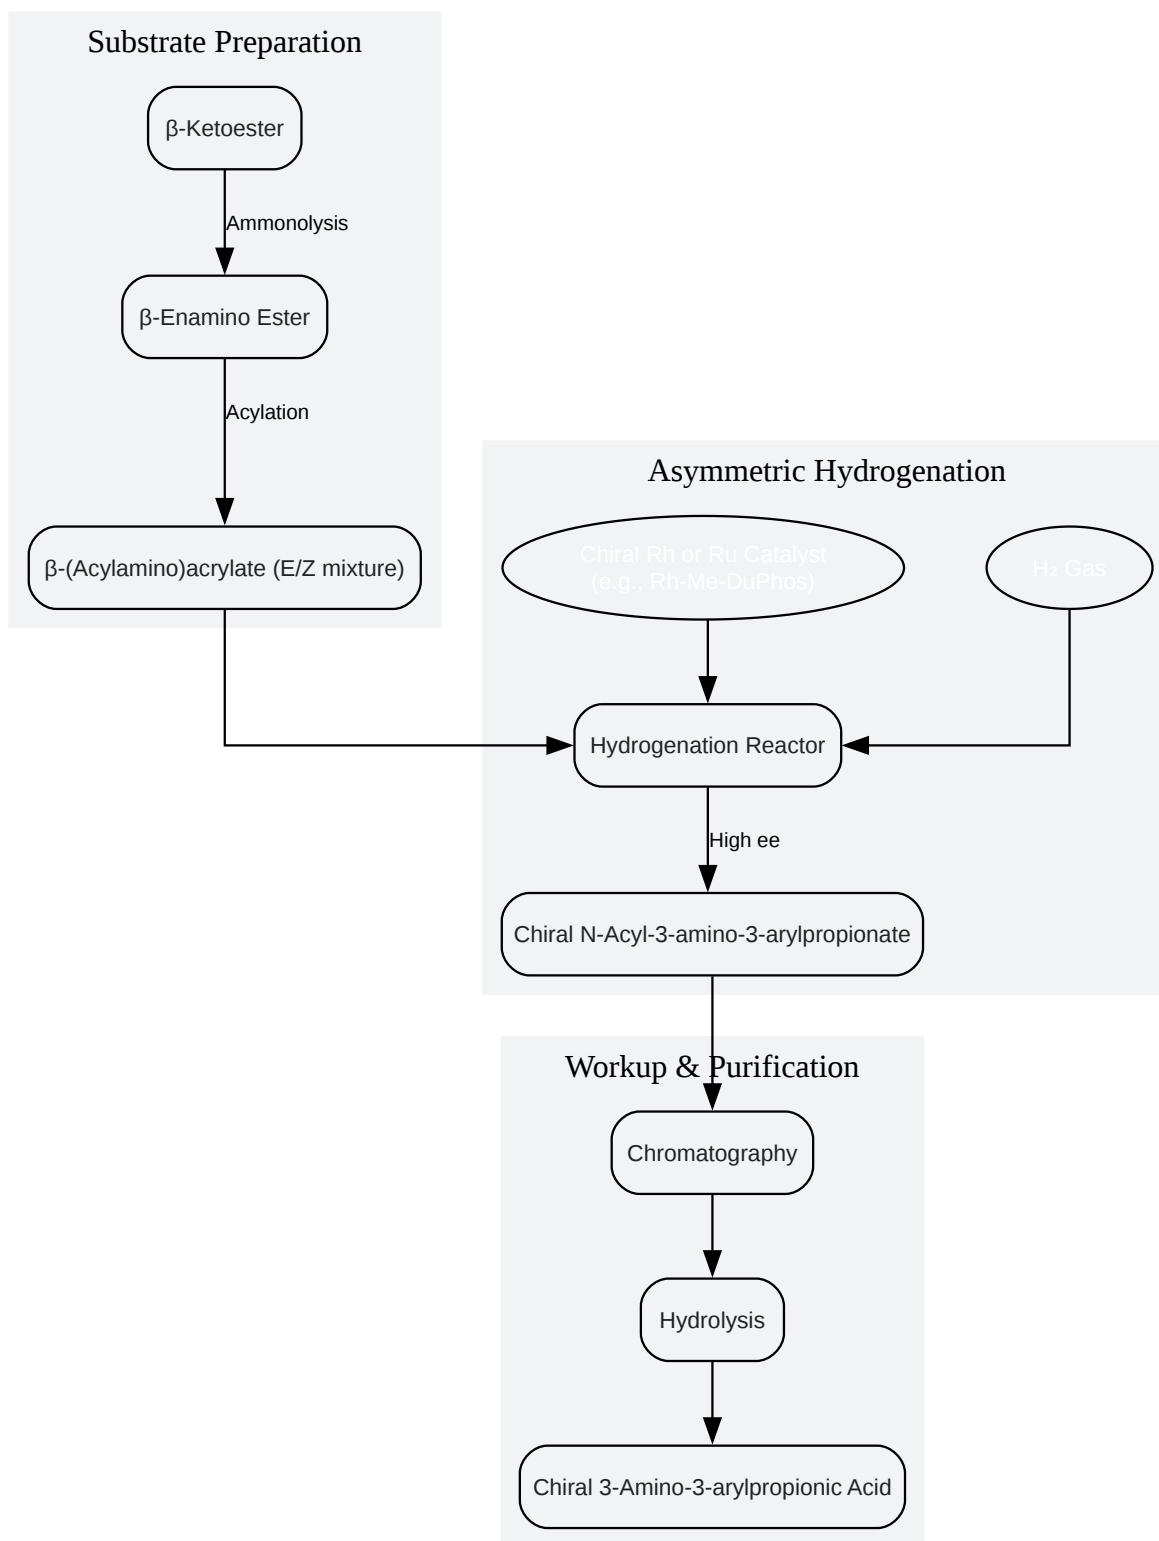 Substrate Preparation
β-Ketoester
Ammonolysis
β-Enamino Ester
Acylation
β-(Acylamino)acrylate (E/Z mixture)
Asymmetric Hydrogenation
Chiral Rh or Ru Catalyst
(e.g., Rh-Me-DuPhos)
H₂ Gas
Hydrogenation Reactor
High ee
Chiral N-Acyl-3-amino-3-arylpropionate
Workup & Purification
Chromatography
Hydrolysis
Chiral 3-Amino-3-arylpropionic Acid